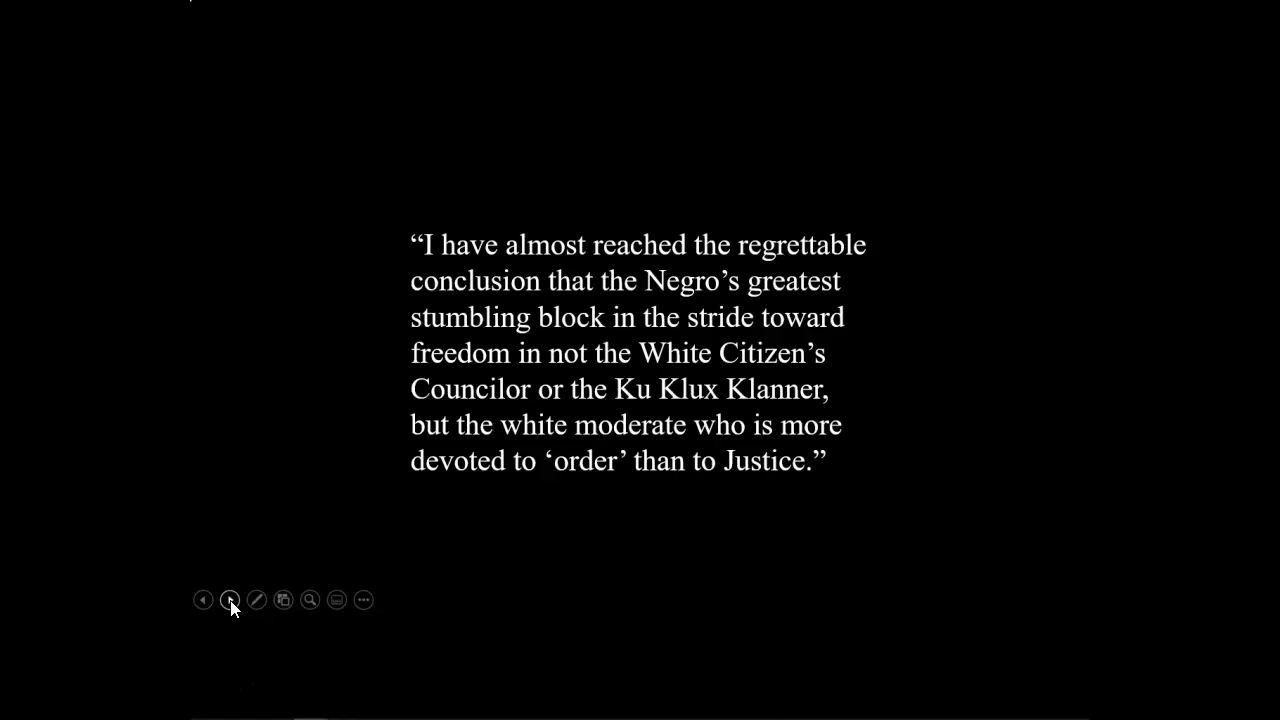 “I have almost reached the regrettable
conclusion that the Negro’s greatest
stumbling block in the stride toward
freedom in not the White Citizen’s
Councilor or the Ku Klux Klanner,
but the white moderate who is more
devoted to ‘order’ than to Justice.”